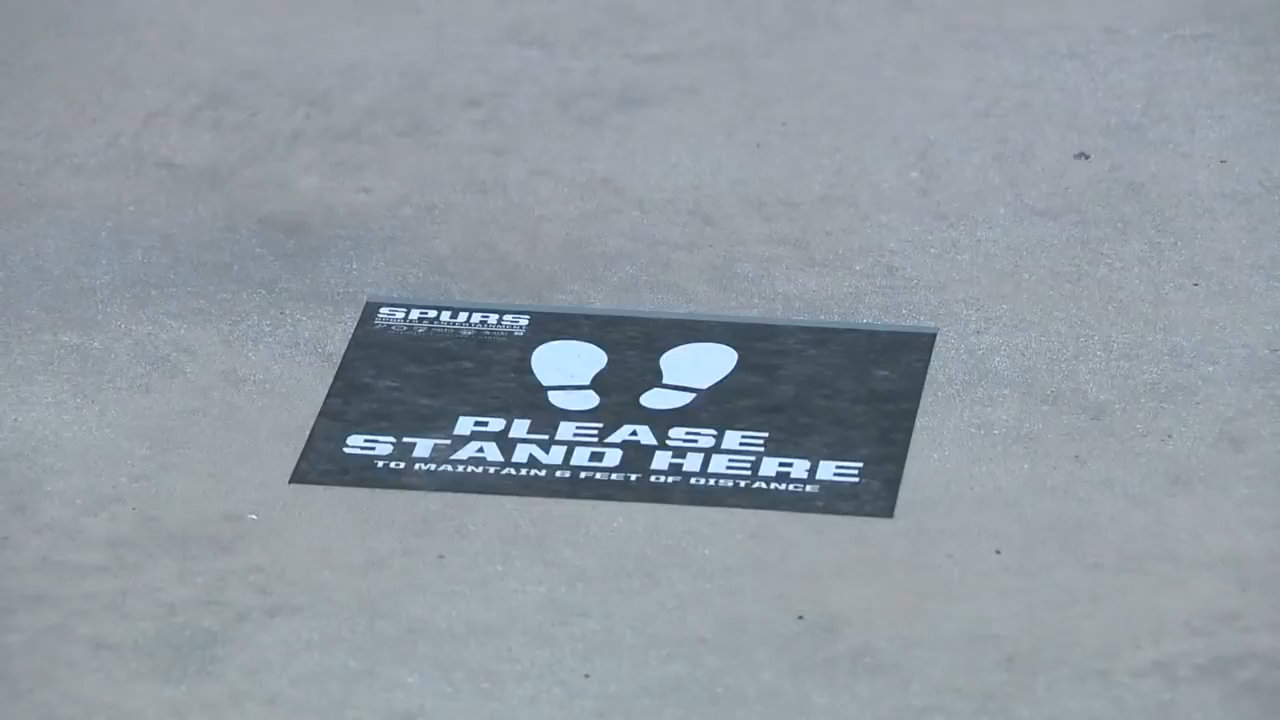 SPURS
SPORTS & ENTERTAINMENT
PLEASE
STAND HERE
TO MAINTAIN 6 FEET OF DISTANCE